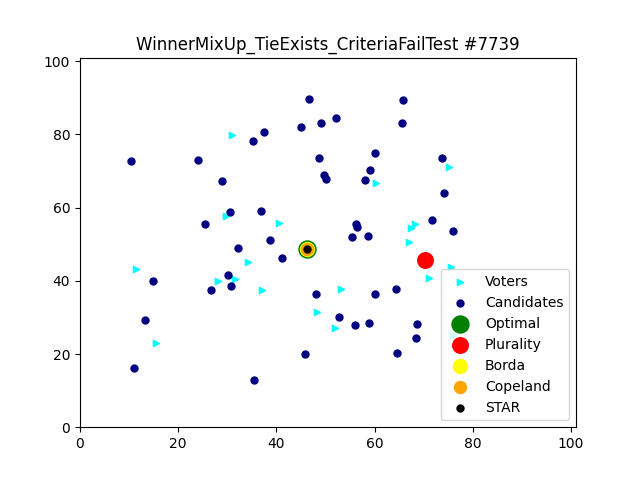 WinnerMixUp_TieExists_CriteriaFailTest #7739
100
80
60
40
20
0
0 20 40 60 80 100
Voters
Candidates
Optimal
Plurality
Borda
Copeland
STAR